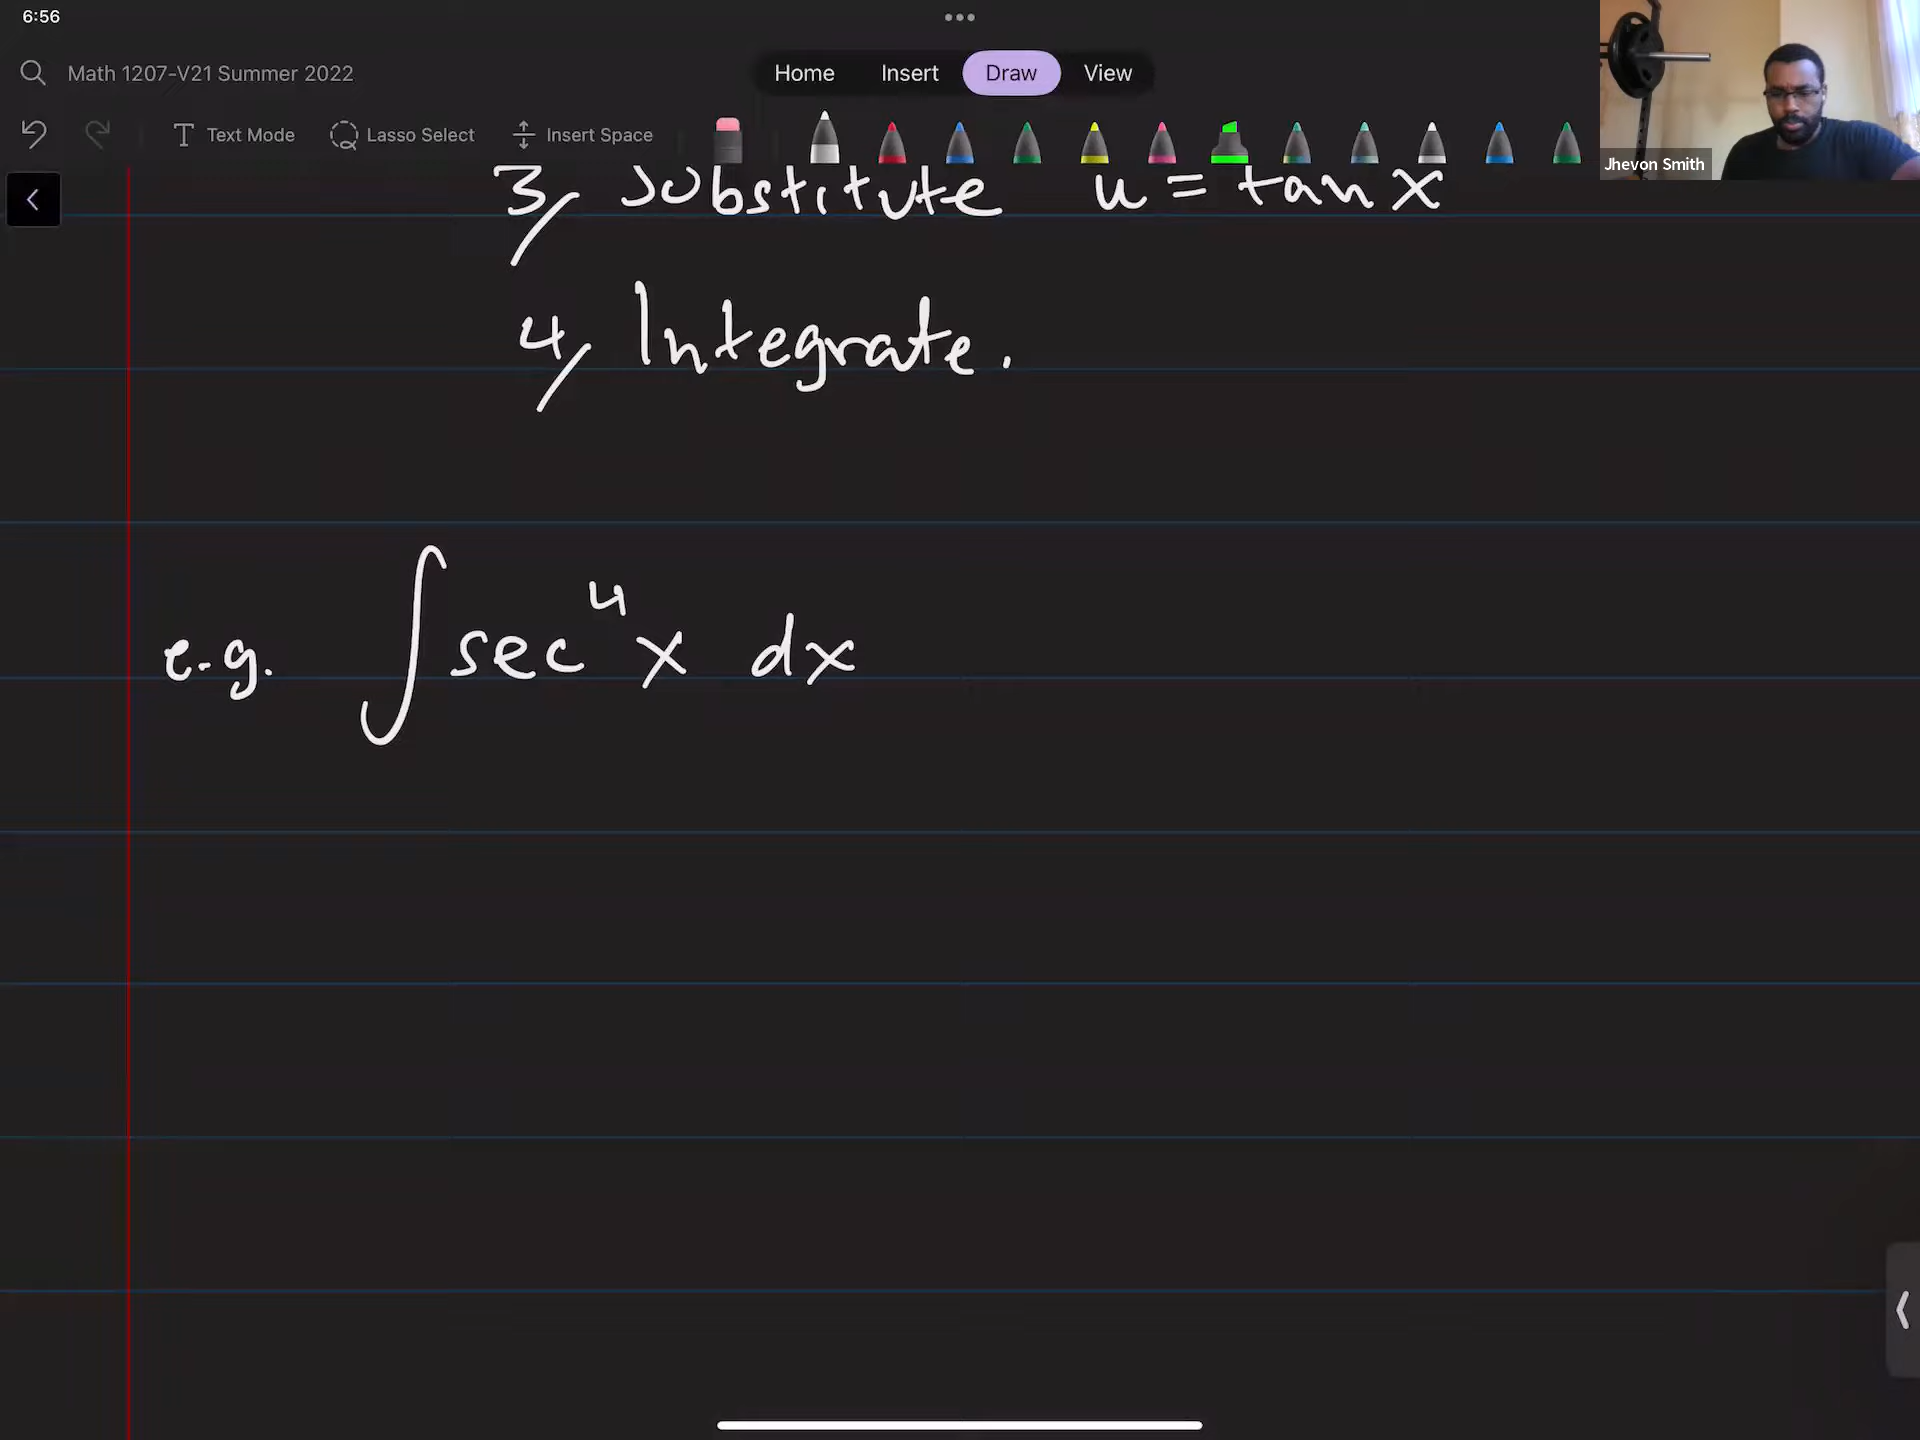 6:56
Math 1207-V21 Summer 2022
Home Insert Draw View
Text Mode Lasso Select Insert Space
Jhevon Smith
3/ Substitute u = tan x
4/ Integrate.
e.g. ∫ sec⁴ x dx